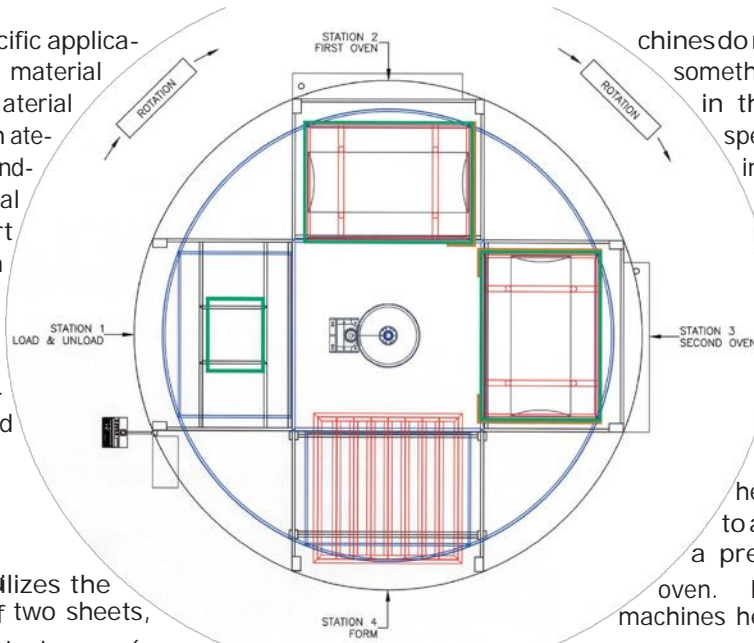 cific applica-
material
aterial
ate-
nd-
al
rt
d
ilizes the
f two sheets,
STATION 2
FIRST OVEN
ROTATION
ROTATION
STATION 1
LOAD & UNLOAD
STATION 3
SECOND OVEN
STATION 4
FORM
chines do
someth
in th
spe
in
he
to a
a pre
oven.
machines he